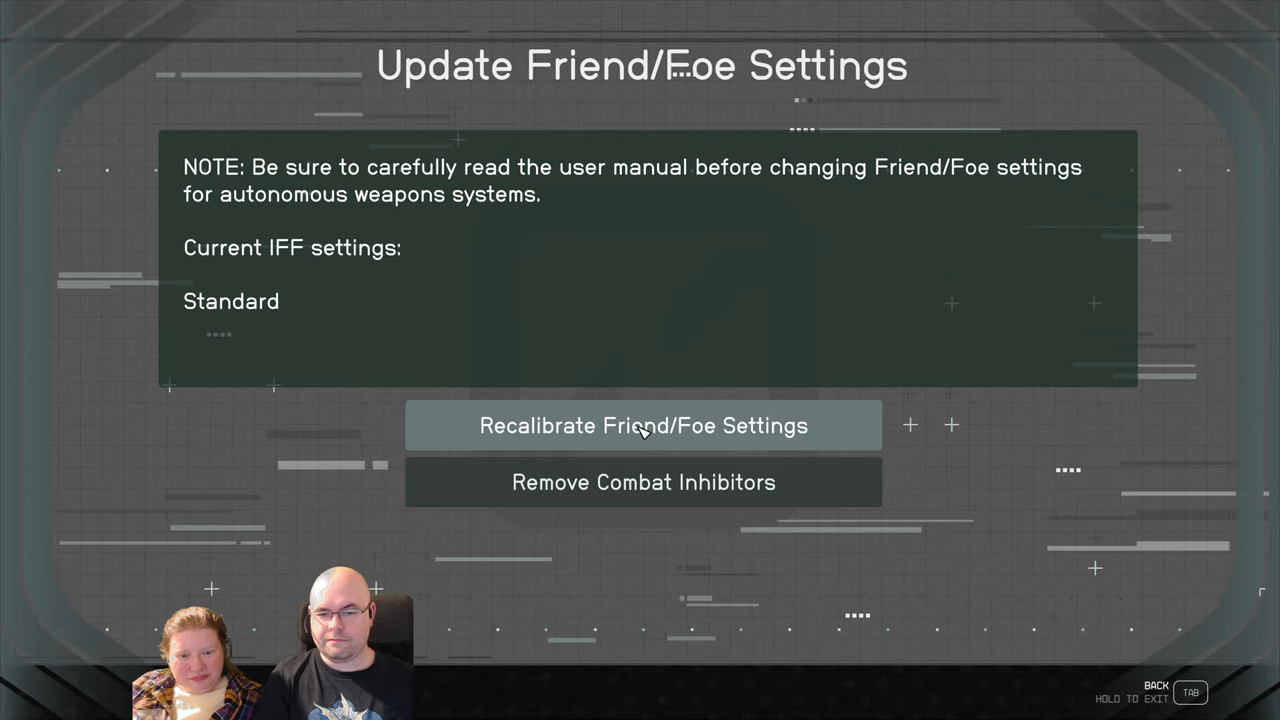 Update Friend/Foe Settings
NOTE: Be sure to carefully read the user manual before changing Friend/Foe settings
for autonomous weapons systems.
Current IFF settings:
Standard
Recalibrate Friend/Foe Settings
Remove Combat Inhibitors
BACK
HOLD TO EXIT
TAB